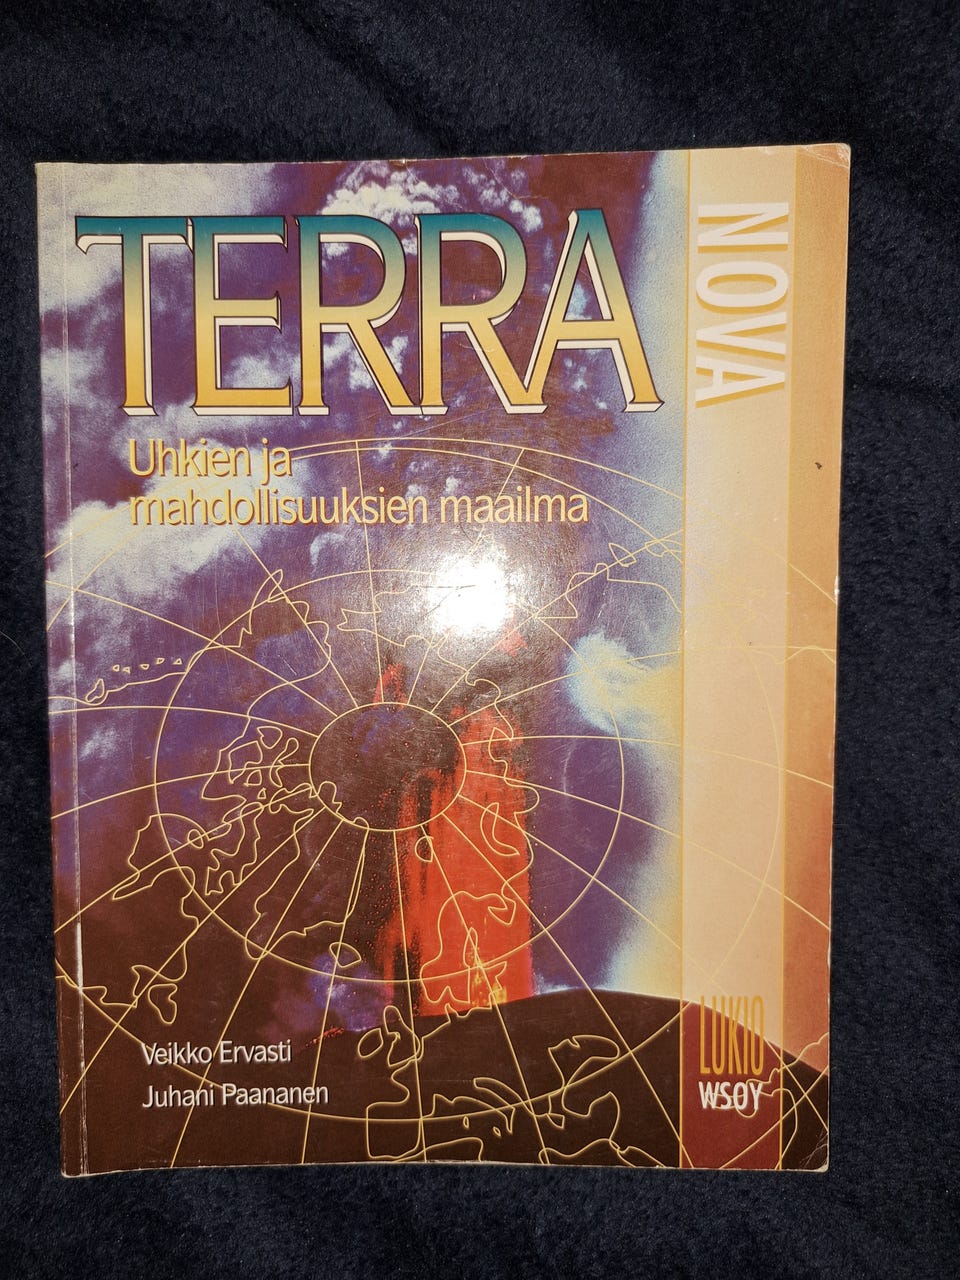 TERRA
NOVA
Uhkien ja
mahdollisuuksien maailma
Veikko Ervasti
Juhani Paananen
LUKIO
WSOY